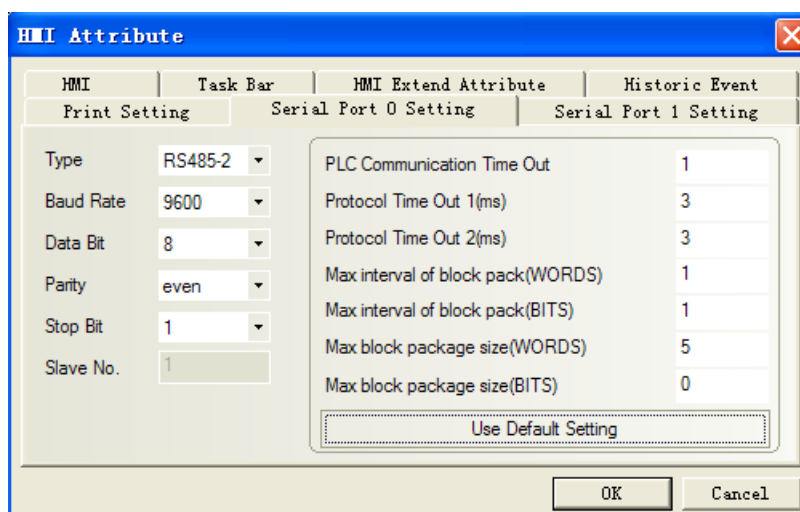 HMI Attribute
HMI Task Bar HMI Extend Attribute Historic Event
Print Setting Serial Port 0 Setting Serial Port 1 Setting
Type RS485-2
Baud Rate 9600
Data Bit 8
Parity even
Stop Bit 1
Slave No. 1
PLC Communication Time Out 1
Protocol Time Out 1(ms) 3
Protocol Time Out 2(ms) 3
Max interval of block pack(WORDS) 1
Max interval of block pack(BITS) 1
Max block package size(WORDS) 5
Max block package size(BITS) 0
Use Default Setting
OK Cancel